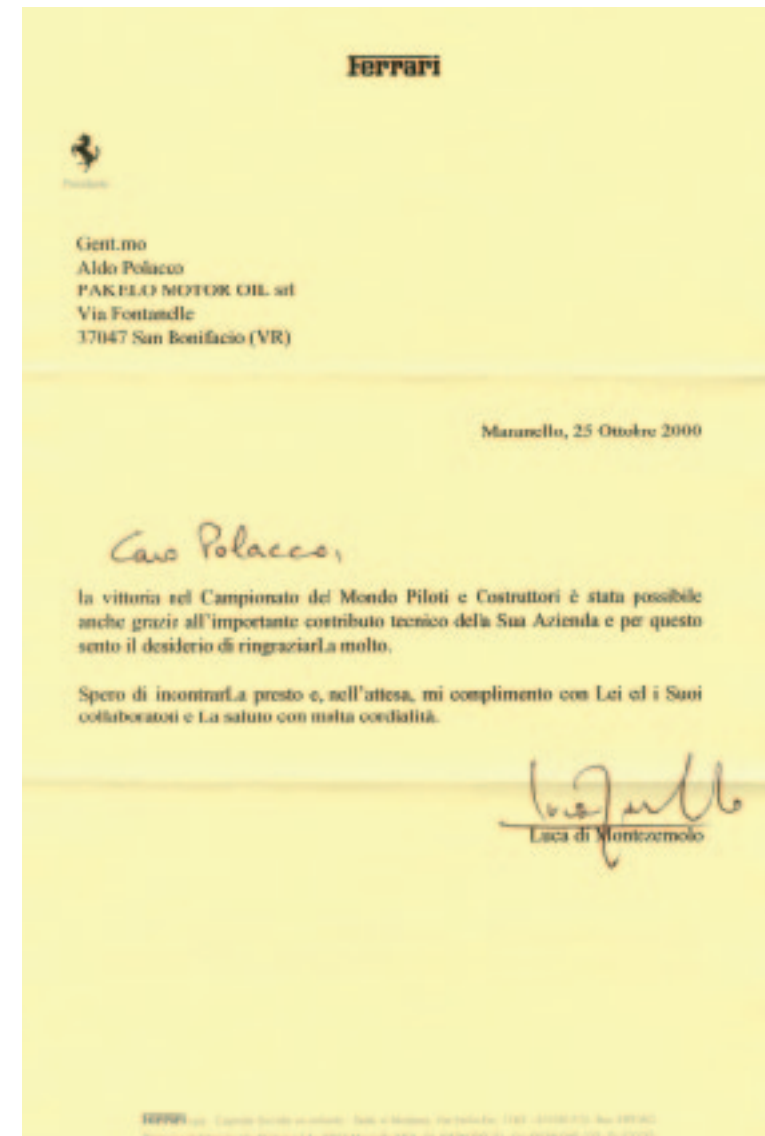 Ferrari
Gent.mo
Aldo Polacco
PAKELO MOTOR OIL srl
Via Fontanelle
37047 San Bonifacio (VR)
Maranello, 25 Ottobre 2000
Caro Polacco,
la vittoria nel Campionato del Mondo Piloti e Costruttori è stata possibile
anche grazie all'importante contributo tecnico della Sua Azienda e per questo
sento il desiderio di ringraziarLa molto.
Spero di incontrarLa presto e, nell'attesa, mi complimento con Lei ed i Suoi
collaboratori e La saluto con molta cordialità.
Luca di Montezemolo
Ferrari